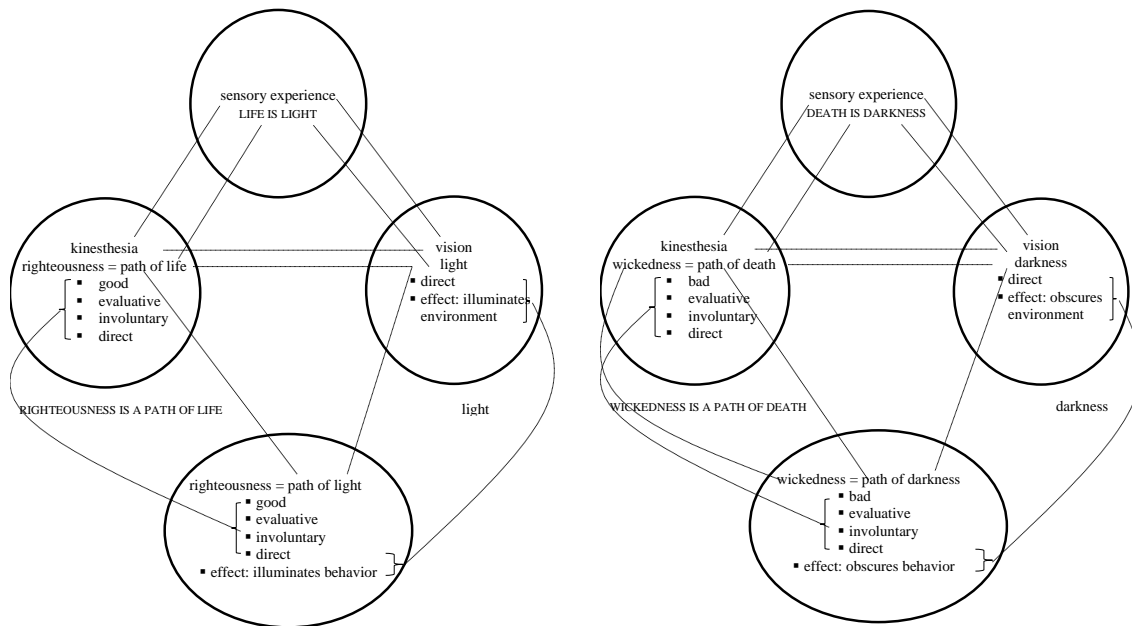 sensory experience
LIFE IS LIGHT
kinesthesia
righteousness = path of life
▪ good
▪ evaluative
▪ involuntary
▪ direct
vision
light
▪ direct
▪ effect: illuminates
environment
RIGHTEOUSNESS IS A PATH OF LIFE
light
righteousness = path of light
▪ good
▪ evaluative
▪ involuntary
▪ direct
▪ effect: illuminates behavior
sensory experience
DEATH IS DARKNESS
kinesthesia
wickedness = path of death
▪ bad
▪ evaluative
▪ involuntary
▪ direct
vision
darkness
▪ direct
▪ effect: obscures
environment
WICKEDNESS IS A PATH OF DEATH
darkness
wickedness = path of darkness
▪ bad
▪ evaluative
▪ involuntary
▪ direct
▪ effect: obscures behavior